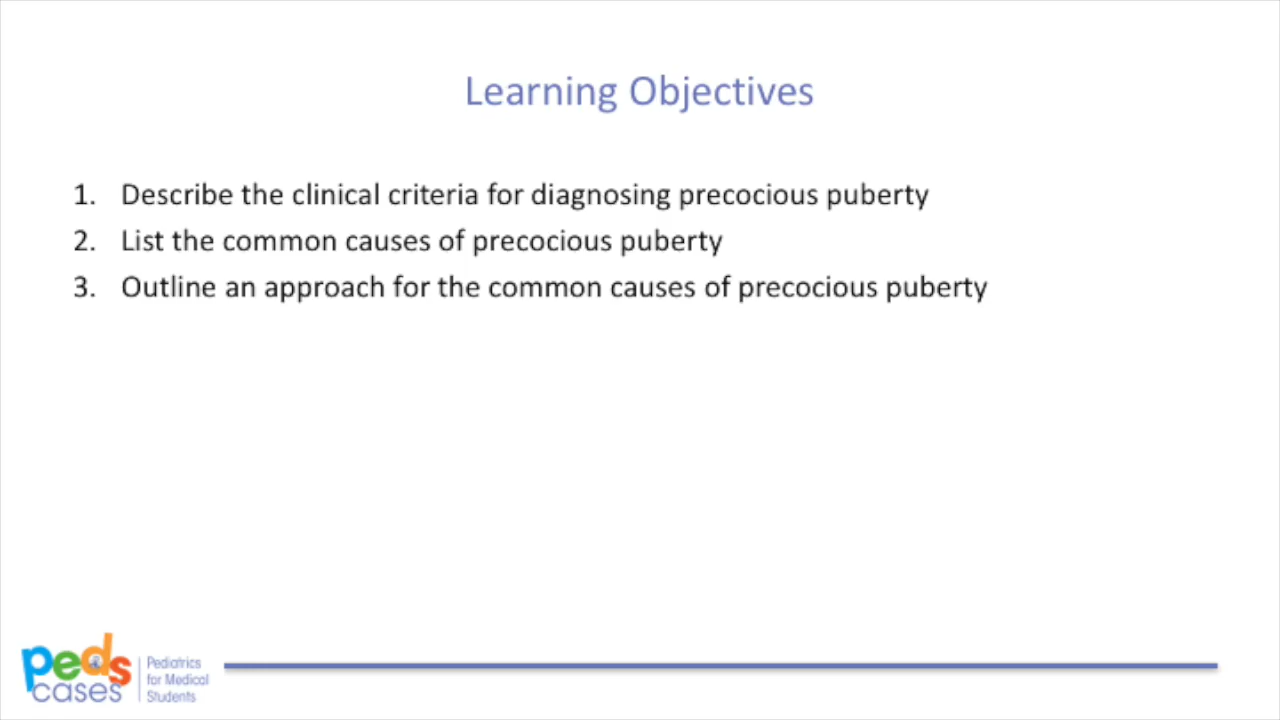 Learning Objectives
1. Describe the clinical criteria for diagnosing precocious puberty
2. List the common causes of precocious puberty
3. Outline an approach for the common causes of precocious puberty
peds
cases
Pediatrics
for Medical
Students